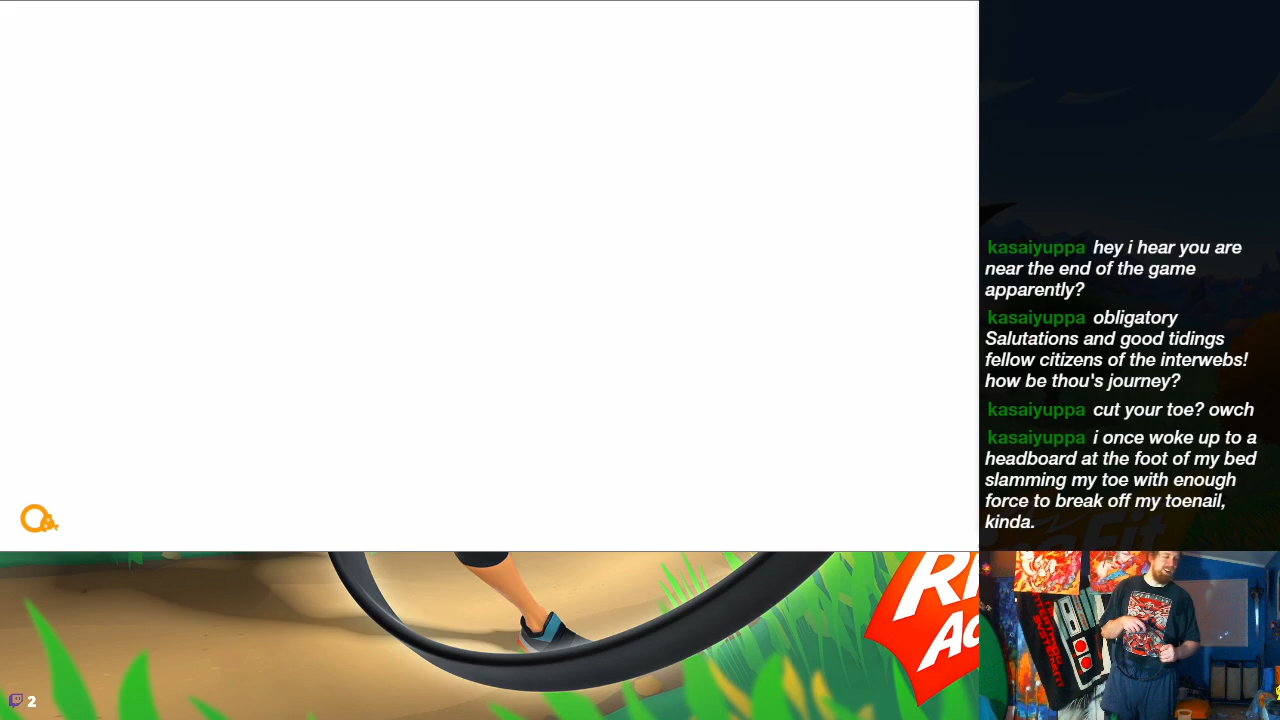 kasaiyuppa hey i hear you are
near the end of the game
apparently?
kasaiyuppa obligatory
Salutations and good tidings
fellow citizens of the interwebs!
how be thou's journey?
kasaiyuppa cut your toe? owch
kasaiyuppa i once woke up to a
headboard at the foot of my bed
slamming my toe with enough
force to break off my toenail,
kinda.
2